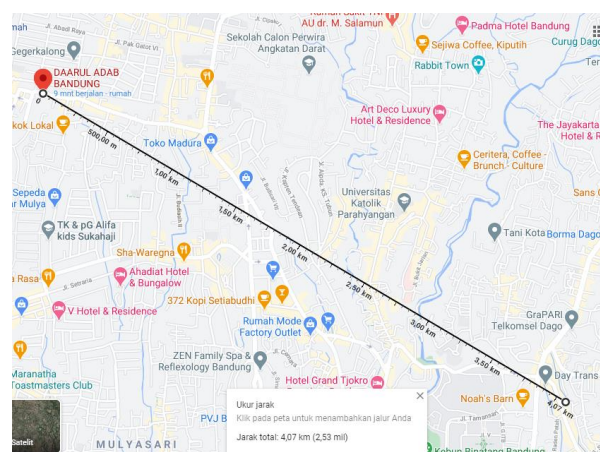 Jl. Cipaku
AU dr. M. Salamun
Padma Hotel Bandung
Jl. Abadi Raya
Jl. Pak Gatot VI
Sekolah Calon Perwira
Angkatan Darat
Sejiwa Coffee, Kiputih
Curug Dago
Gegerkalong
Rabbit Town
DAARUL ADAB
BANDUNG
9 mnt berjalan - rumah
0
Art Deco Luxury
Hotel & Residence
kok Lokal
500,00 m
Toko Madura
The Jayakarta
Hotel & R
Ceritera, Coffee -
Brunch - Culture
1,00 km
Sepeda
ar Mulya
Universitas
Katolik
Parahyangan
Sans
1,50 km
TK & pG Alifa
kids Sukahaji
Tani Kota
Borma Dago
Sha-Waregna
2,00 km
a Rasa
Ahadiat Hotel
& Bungalow
Jl. Setraria
2,50 km
372 Kopi Setiabudhi
V Hotel & Residence
GraPARI
Telkomsel Dago
Rumah Mode
Factory Outlet
3,00 km
ZEN Family Spa &
Reflexology Bandung
3,50 km
Maranatha
Toastmasters Club
Hotel Grand Tjokro
Day Trans
Noah's Barn
4,07 km
Ukur jarak
Klik pada peta untuk menambahkan jalur Anda
Jarak total: 4,07 km (2,53 mil)
PVJ B
Satelit
MULYASARI
Kebun Binatang Bandung